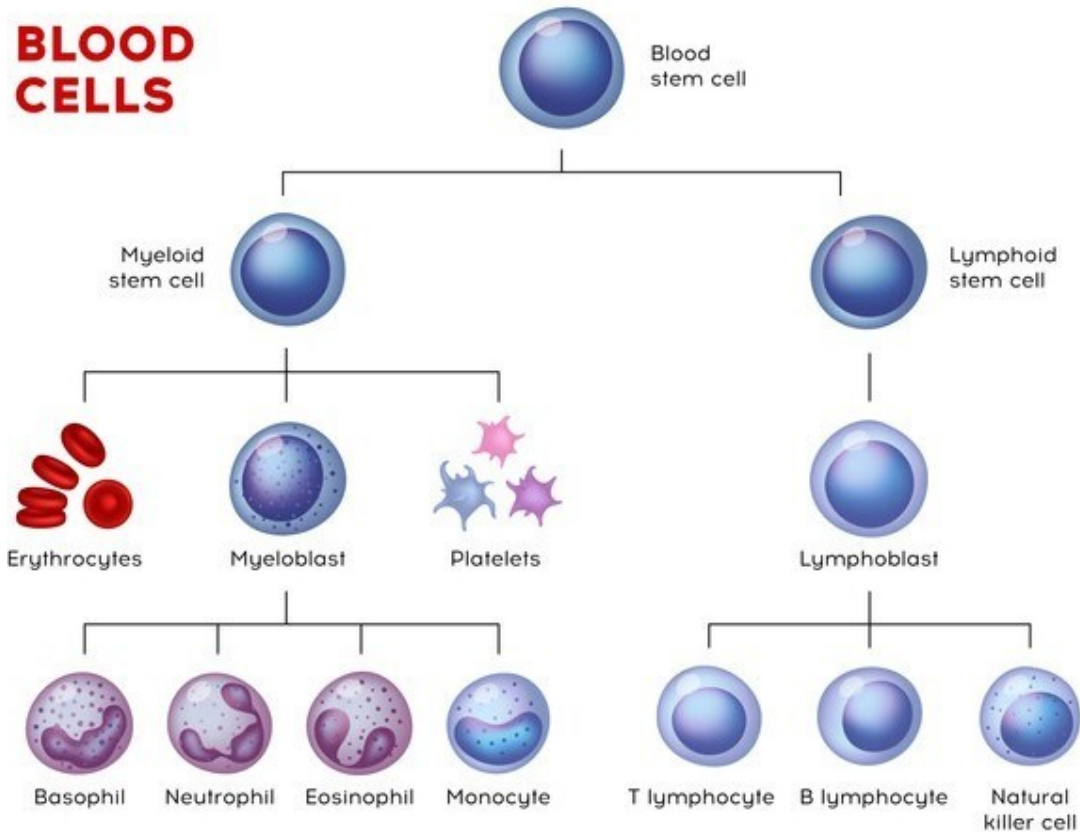 BLOOD
CELLS
Blood
stem cell
Myeloid
stem cell
Lymphoid
stem cell
Erythrocytes
Myeloblast
Platelets
Lymphoblast
Basophil
Neutrophil
Eosinophil
Monocyte
T lymphocyte
B lymphocyte
Natural
killer cell